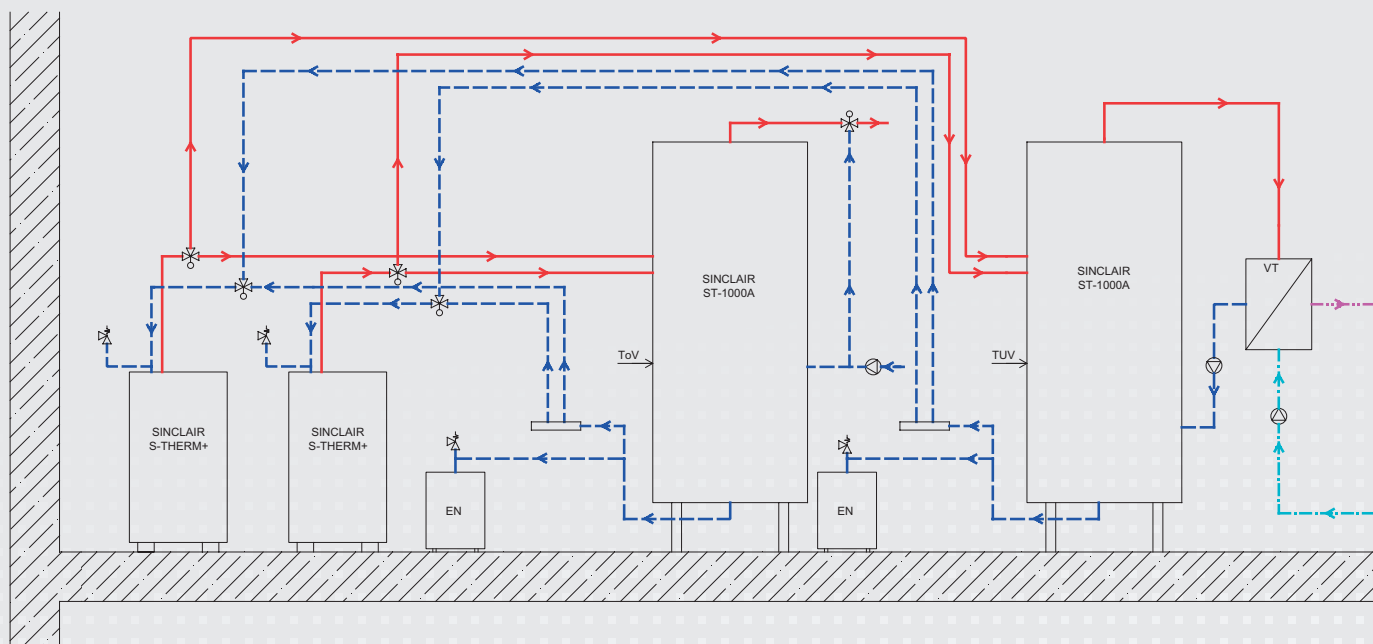 VT
SINCLAIR
ST-1000A
SINCLAIR
ST-1000A
ToV
TUV
SINCLAIR
S-THERM+
SINCLAIR
S-THERM+
EN
EN